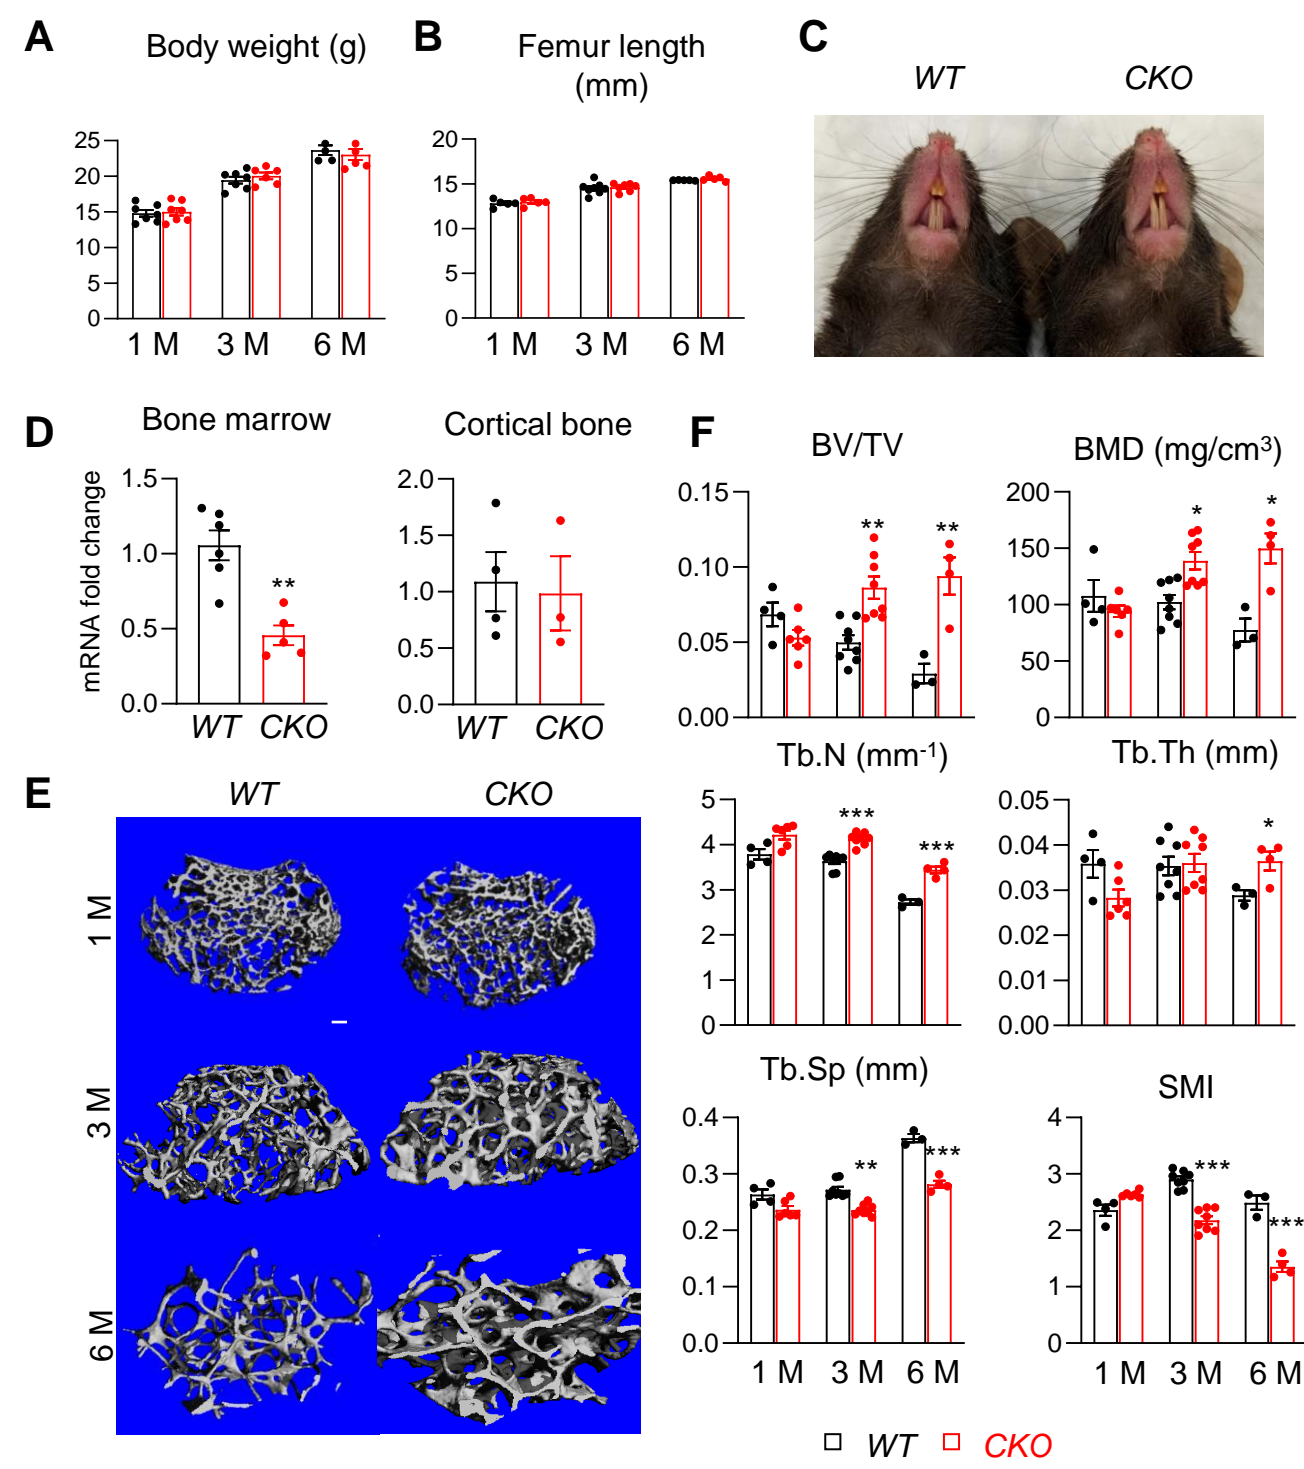 A
Body weight (g)
25
20
15
10
5
0
1 M
3 M
6 M
B
Femur length
(mm)
20
15
10
5
0
1 M
3 M
6 M
C
WT
CKO
D
Bone marrow
mRNA fold change
1.5
1.0
0.5
0.0
**
WT
CKO
Cortical bone
2.0
1.5
1.0
0.5
0.0
WT
CKO
E
WT
CKO
1 M
3 M
6 M
F
BV/TV
0.15
0.10
0.05
0.00
**
**
BMD (mg/cm³)
200
150
100
50
0
*
*
Tb.N (mm⁻¹)
5
4
3
2
1
0
***
***
Tb.Th (mm)
0.05
0.04
0.03
0.02
0.01
0.00
*
Tb.Sp (mm)
0.4
0.3
0.2
0.1
0.0
**
***
1 M
3 M
6 M
SMI
4
3
2
1
0
***
***
1 M
3 M
6 M
WT
CKO